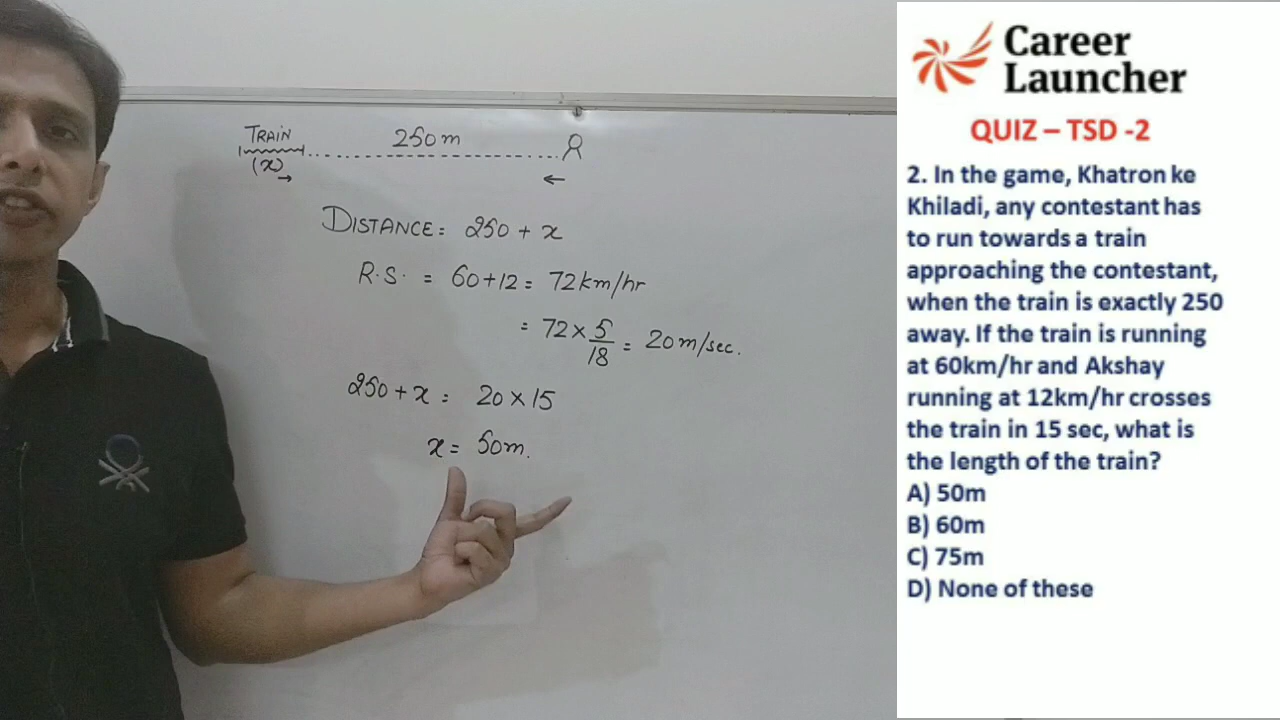 TRAIN
250m
(x)
DISTANCE = 250 + x
R.S. = 60+12 = 72km/hr
= 72 × 5/18 = 20m/sec.
250 + x = 20 × 15
x = 50m.
Career
Launcher
QUIZ – TSD -2
2. In the game, Khatron ke
Khiladi, any contestant has
to run towards a train
approaching the contestant,
when the train is exactly 250
away. If the train is running
at 60km/hr and Akshay
running at 12km/hr crosses
the train in 15 sec, what is
the length of the train?
A) 50m
B) 60m
C) 75m
D) None of these